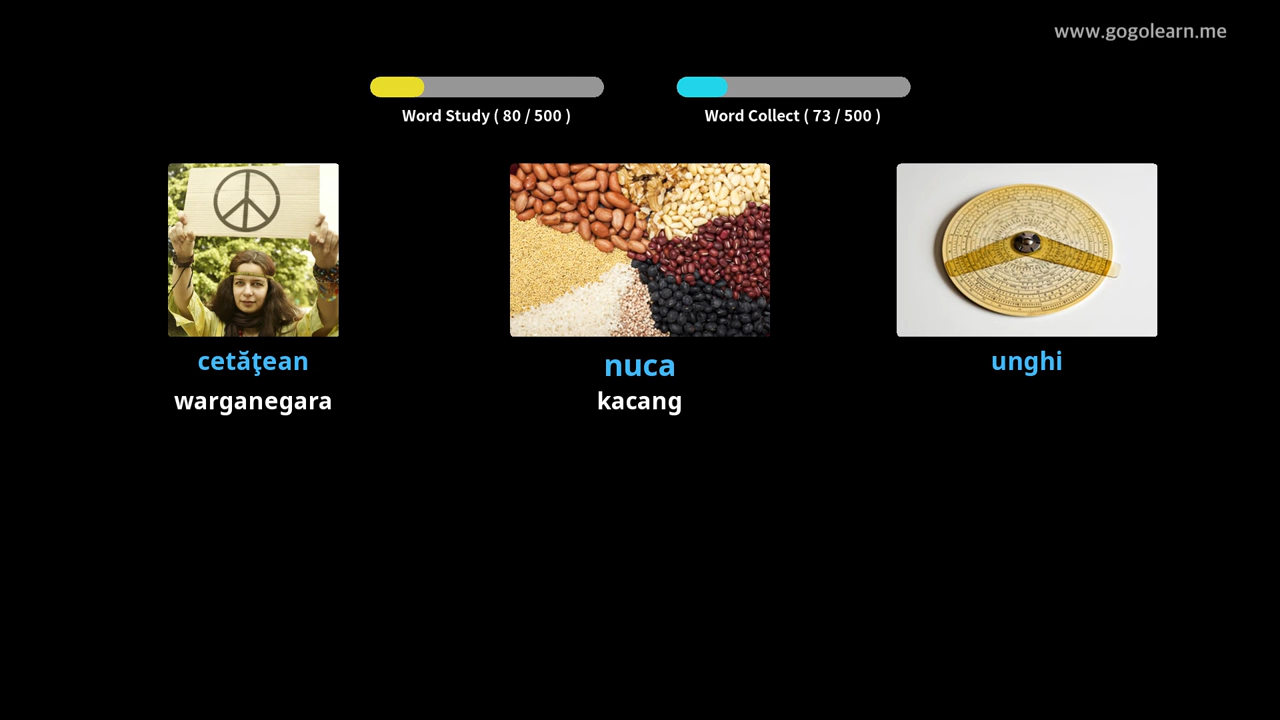 www.gogolearn.me
Word Study ( 80 / 500 )
Word Collect ( 73 / 500 )
cetăţean
warganegara
nuca
kacang
unghi